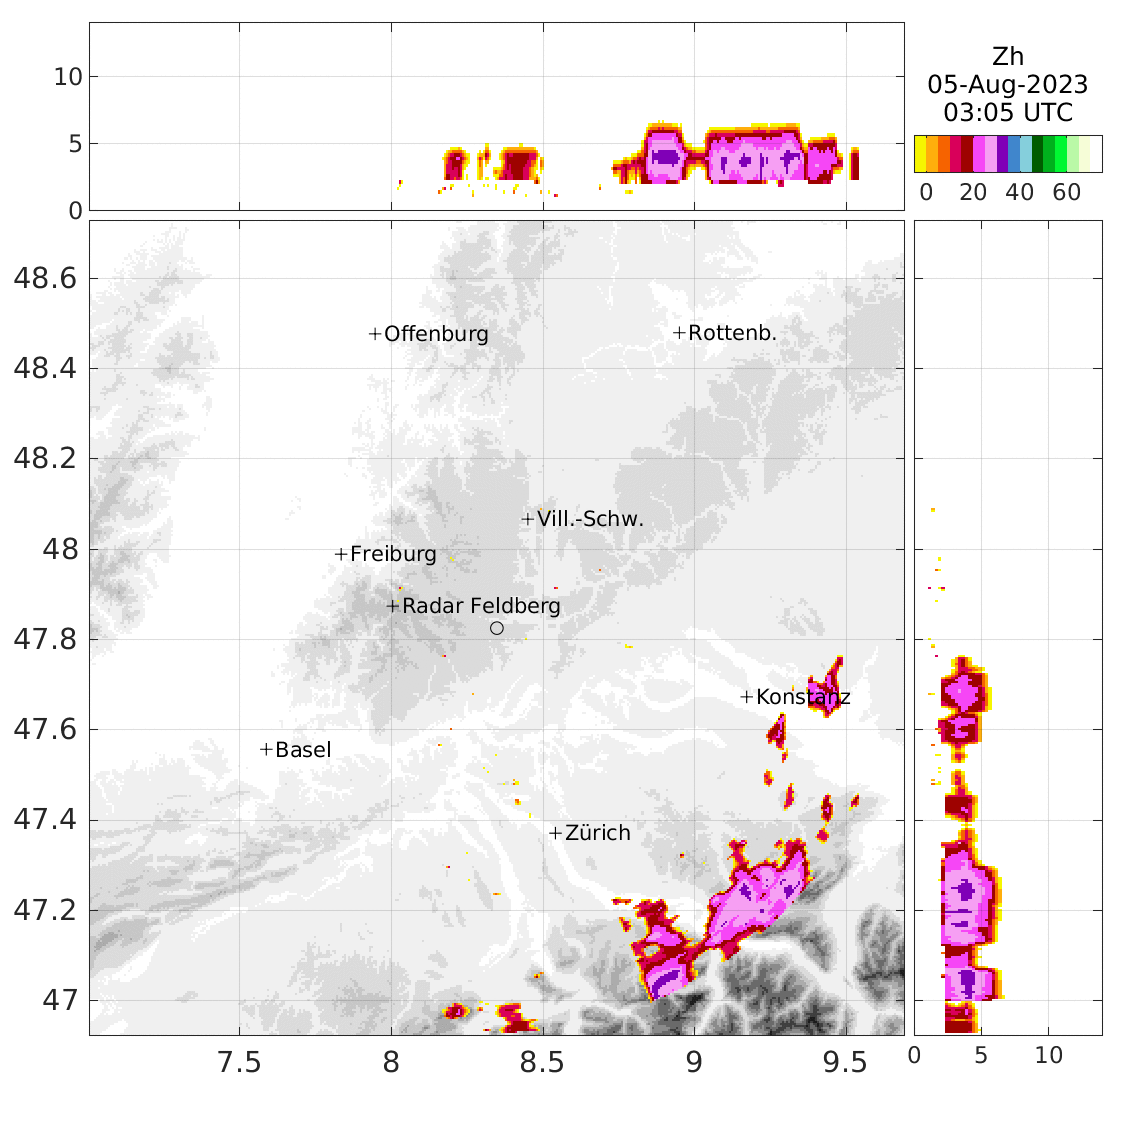 10
5
0
Zh
05-Aug-2023
03:05 UTC
0 20 40 60
48.6
48.4
48.2
48
47.8
47.6
47.4
47.2
47
+Offenburg
+Rottenb.
+Vill.-Schw.
+Freiburg
+Radar Feldberg
+Konstanz
+Basel
+Zürich
7.5 8 8.5 9 9.5
0 5 10